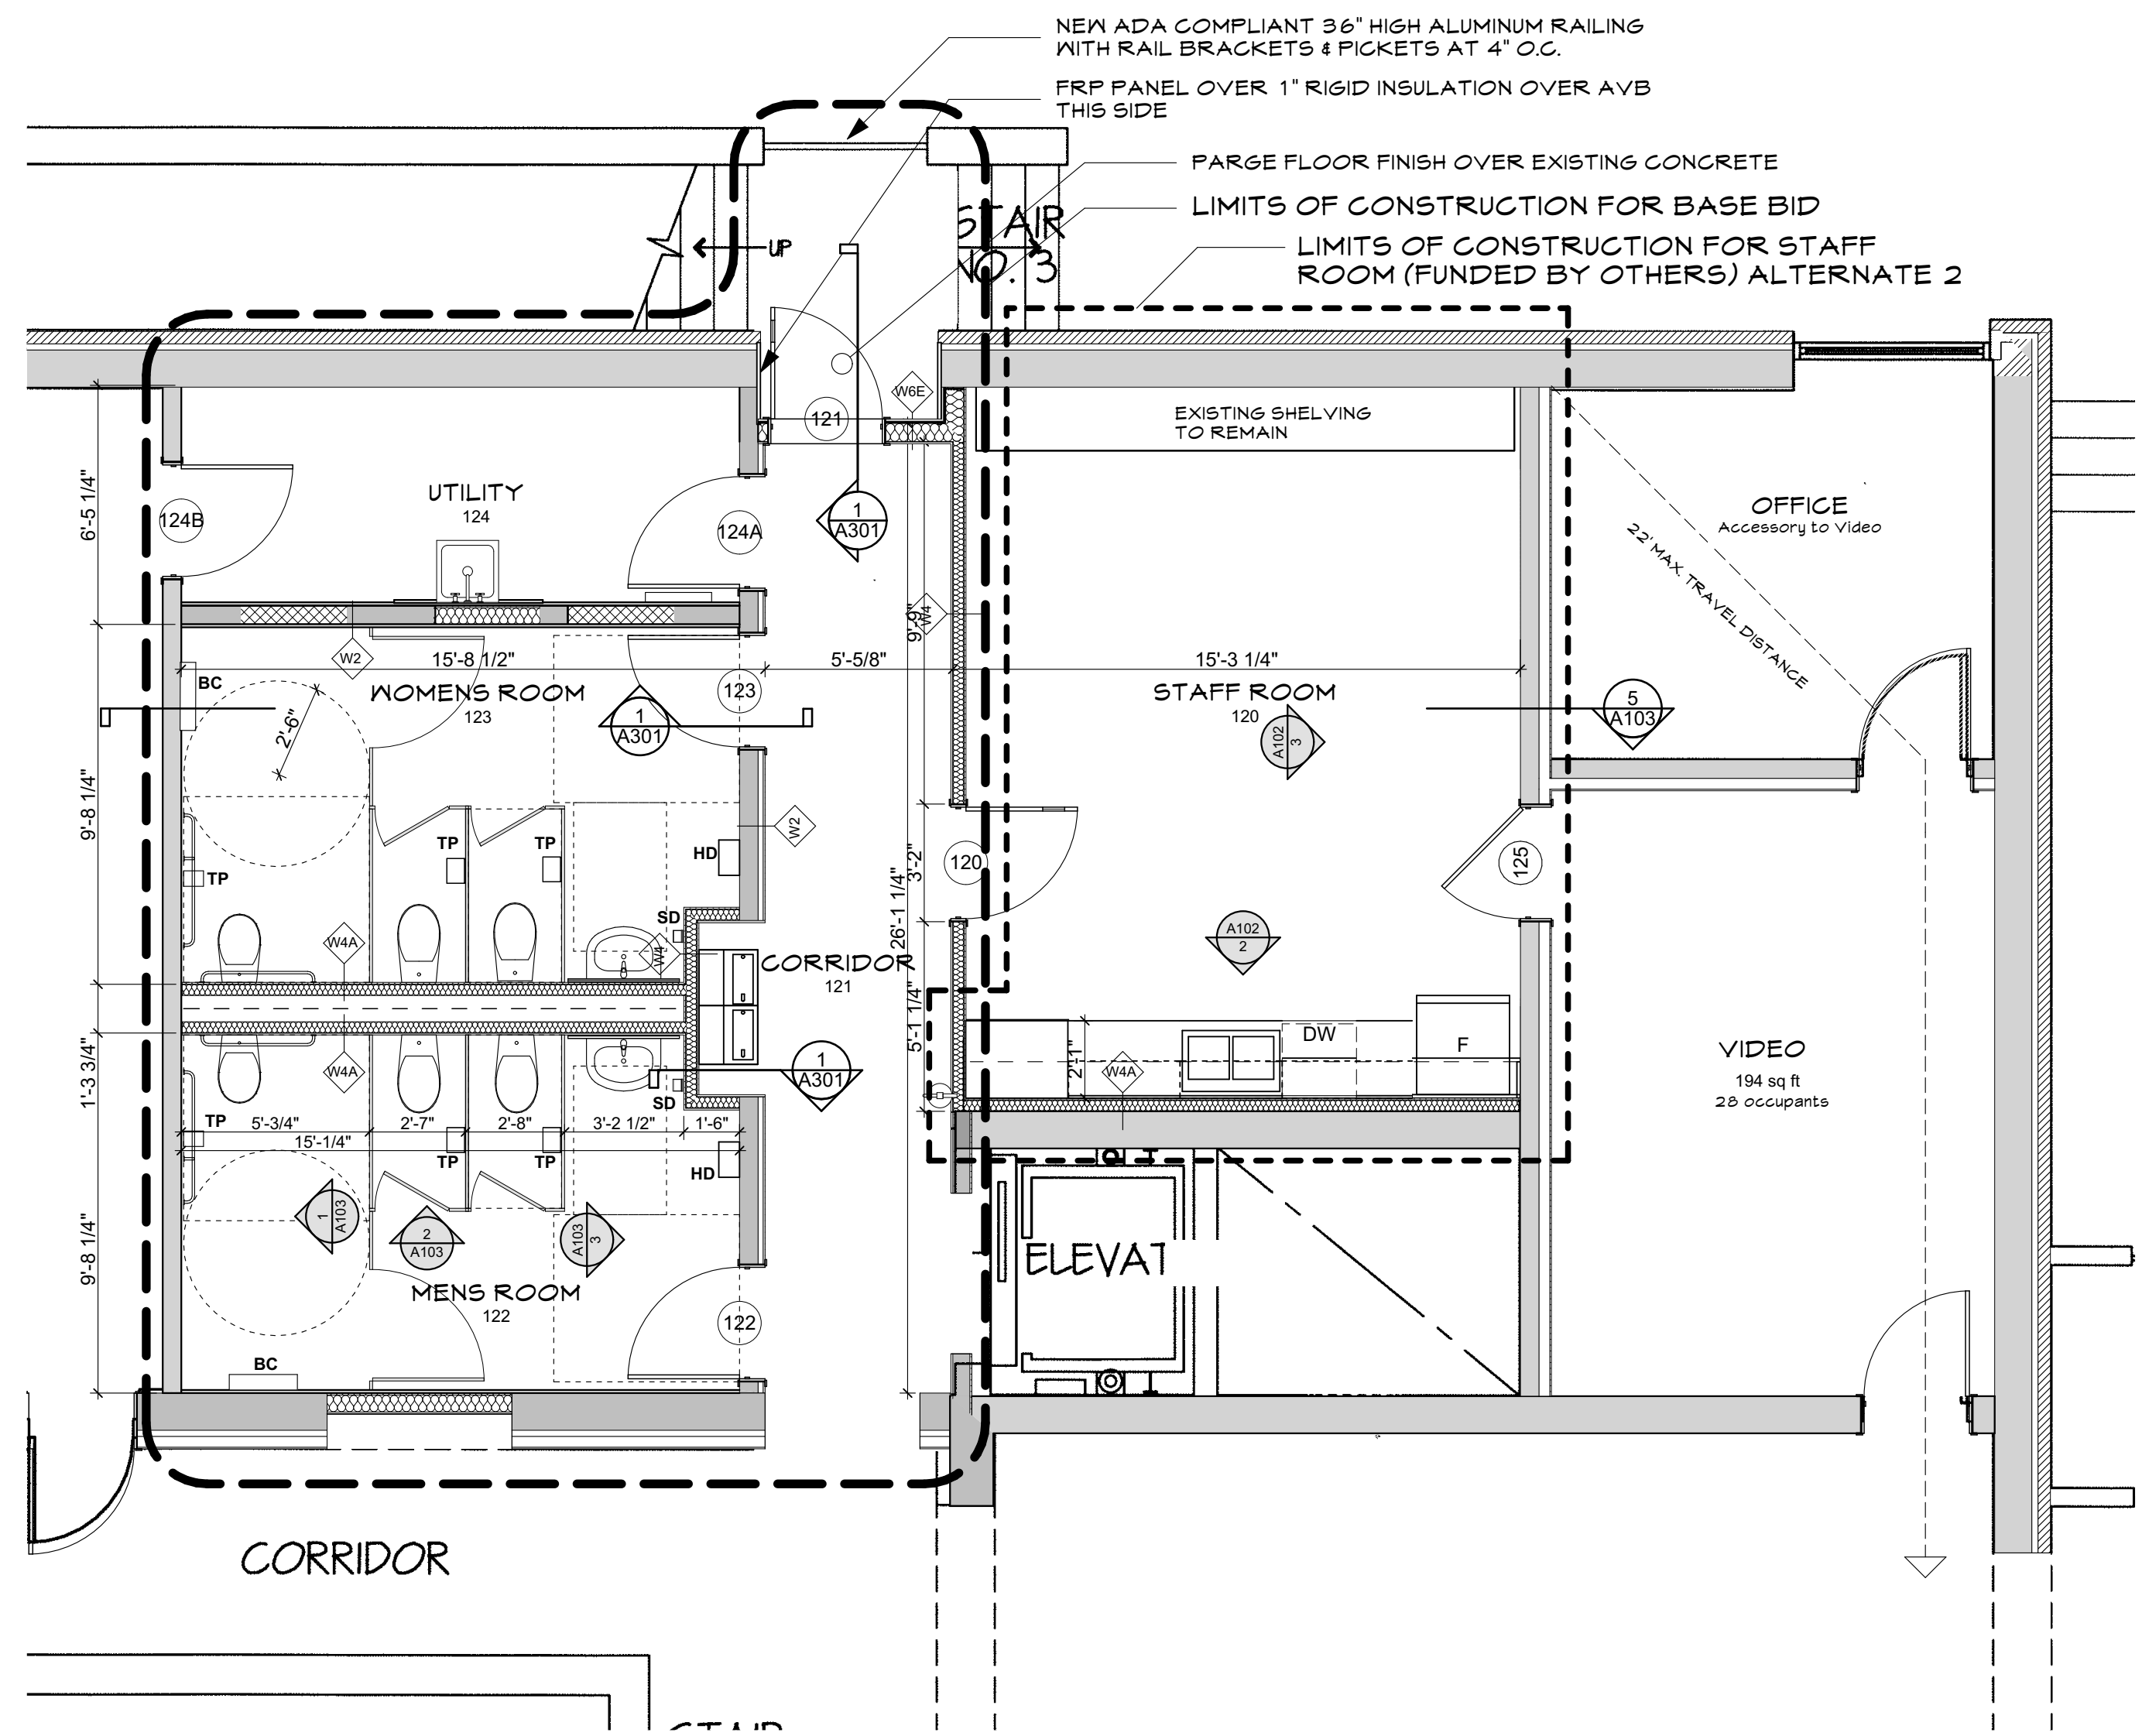 NEW ADA COMPLIANT 36" HIGH ALUMINUM RAILING
WITH RAIL BRACKETS & PICKETS AT 4" O.C.
FRP PANEL OVER 1" RIGID INSULATION OVER AVB
THIS SIDE
PARGE FLOOR FINISH OVER EXISTING CONCRETE
LIMITS OF CONSTRUCTION FOR BASE BID
LIMITS OF CONSTRUCTION FOR STAFF
ROOM (FUNDED BY OTHERS) ALTERNATE 2
UP
STAIR
NO. 3
W6E
121
EXISTING SHELVING
TO REMAIN
6'-5 1/4"
UTILITY
124
124B
124A
1
A301
OFFICE
Accessory to Video
22' MAX. TRAVEL DISTANCE
9'-9"
W4
W2
15'-8 1/2"
5'-5/8"
15'-3 1/4"
BC
WOMENS ROOM
123
123
2'-6"
1
A301
STAFF ROOM
120
A102
3
5
A103
9'-8 1/4"
W2
TP
TP
HD
TP
120
3'-2"
125
26'-1 1/4"
SD
W4A
W4
A102
2
CORRIDOR
121
5'-1 1/4"
1'-3 3/4"
W4A
SD
1
A301
2'-11"
W4A
DW
F
VIDEO
194 sq ft
28 occupants
TP
5'-3/4"
2'-7"
2'-8"
3'-2 1/2"
1'-6"
15'-1/4"
TP
TP
HD
9'-8 1/4"
1
A103
2
A103
A103
3
ELEVAT
MENS ROOM
122
122
BC
CORRIDOR
STAIR